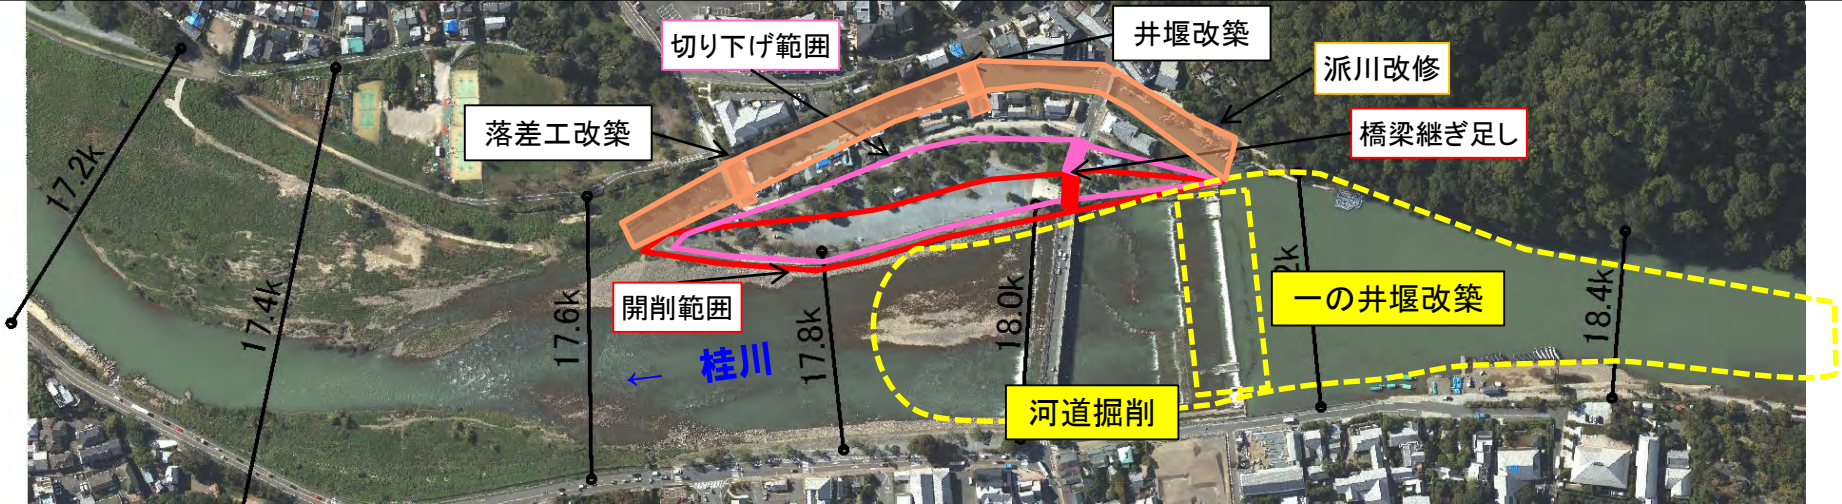 切り下げ範囲
井堰改築
派川改修
落差工改築
橋梁継ぎ足し
17.2k
17.4k
17.6k
17.8k
18.0k
2k
18.4k
開削範囲
一の井堰改築
← 桂川
河道掘削